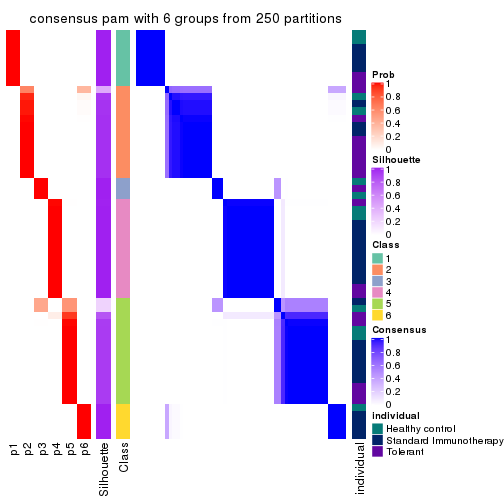 consensus pam with 6 groups from 250 partitions
Prob
1
0.8
0.6
0.4
0.2
0
Silhouette
1
0.8
0.6
0.4
0.2
0
Class
1
2
3
4
5
6
Consensus
1
0.8
0.6
0.4
0.2
0
individual
Healthy control
Standard Immunotherapy
Tolerant
p1
p2
p3
p4
p5
p6
Silhouette
Class
individual